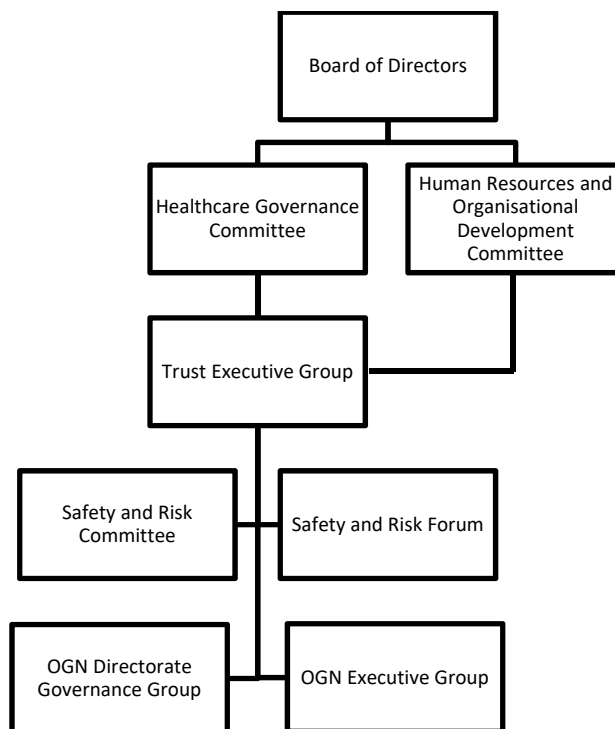 Board of Directors
Healthcare Governance
Committee
Human Resources and
Organisational
Development
Committee
Trust Executive Group
Safety and Risk
Committee
Safety and Risk Forum
OGN Directorate
Governance Group
OGN Executive Group